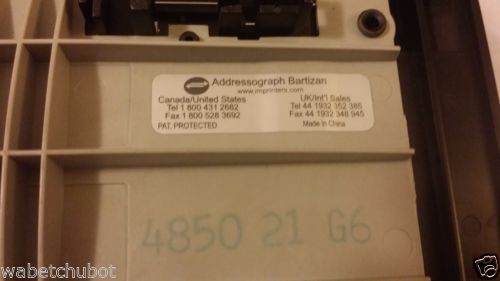 Addressograph Bartizan
www.imprinters.com
Canada/United States
Tel 1 800 431 2682
Fax 1 800 528 3692
PAT. PROTECTED
UK/Int'l Sales
Tel 44 1932 352 385
Fax 44 1932 348 945
Made in China
4850 21 G6
wabetchubot